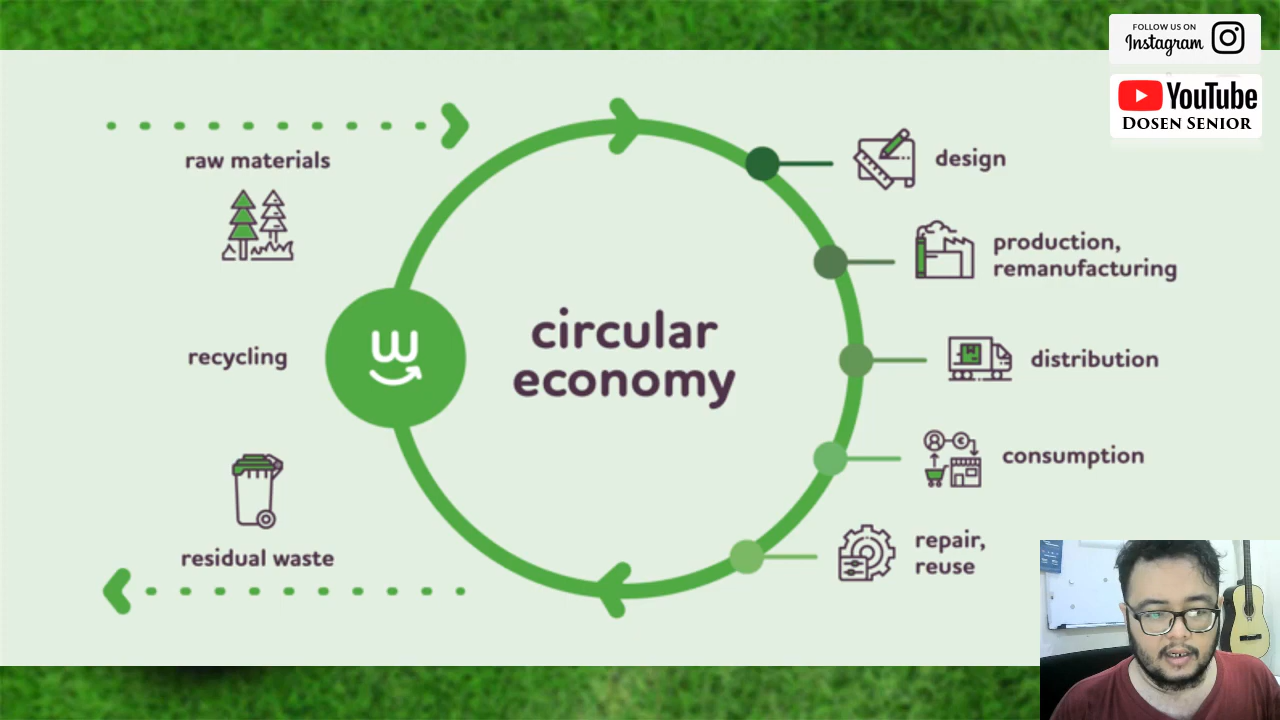 FOLLOW US ON
Instagram
YouTube
DOSEN SENIOR
raw materials
design
production,
remanufacturing
circular
economy
recycling
distribution
consumption
residual waste
repair,
reuse